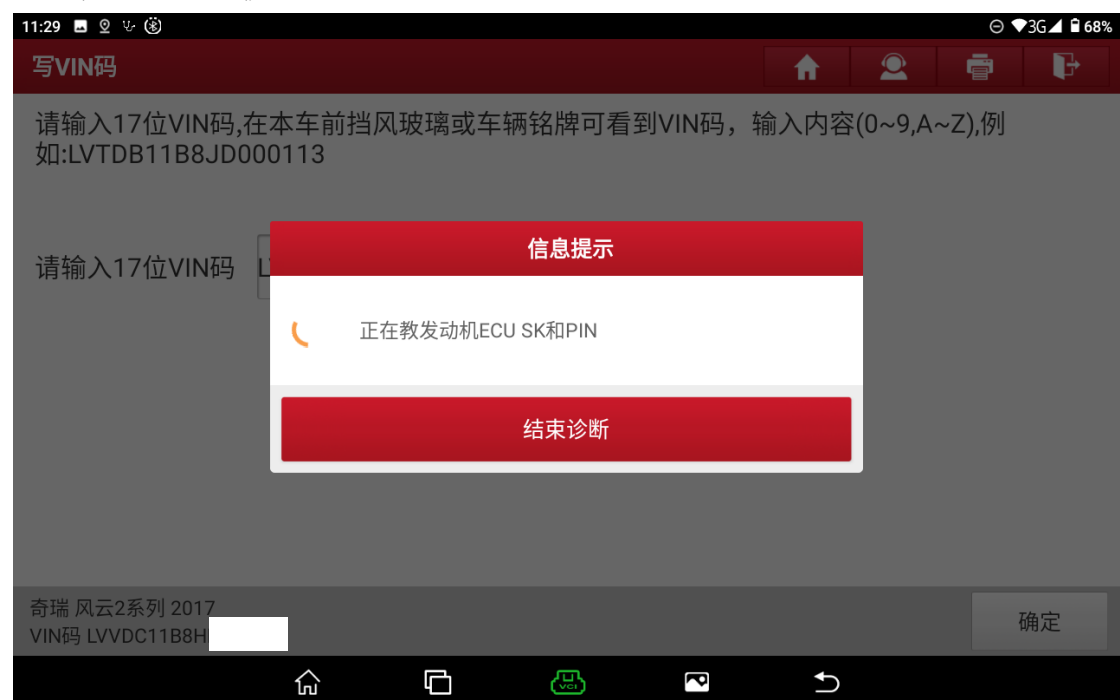 11:29
3G
68%
写VIN码
请输入17位VIN码,在本车前挡风玻璃或车辆铭牌可看到VIN码，输入内容(0~9,A~Z),例
如:LVTDB11B8JD000113
信息提示
请输入17位VIN码
正在教发动机ECU SK和PIN
结束诊断
奇瑞 风云2系列 2017
VIN码 LVVDC11B8H
确定
VCI